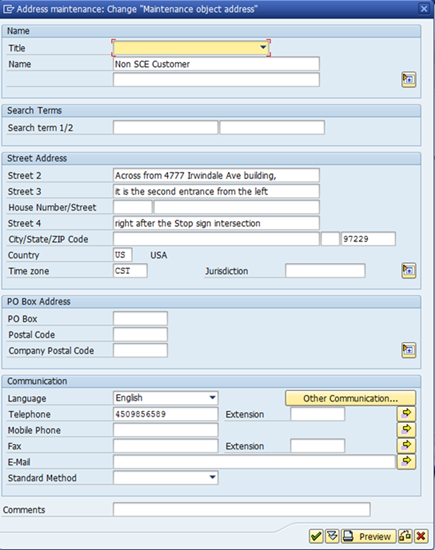 Address maintenance: Change "Maintenance object address"
Name
Title
Name Non SCE Customer
Search Terms
Search term 1/2
Street Address
Street 2 Across from 4777 Irwindale Ave building,
Street 3 it is the second entrance from the left
House Number/Street
Street 4 right after the Stop sign intersection
City/State/ZIP Code 97229
Country US USA
Time zone CST Jurisdiction
PO Box Address
PO Box
Postal Code
Company Postal Code
Communication
Language English Other Communication...
Telephone 4509856589 Extension
Mobile Phone
Fax Extension
E-Mail
Standard Method
Comments
Preview